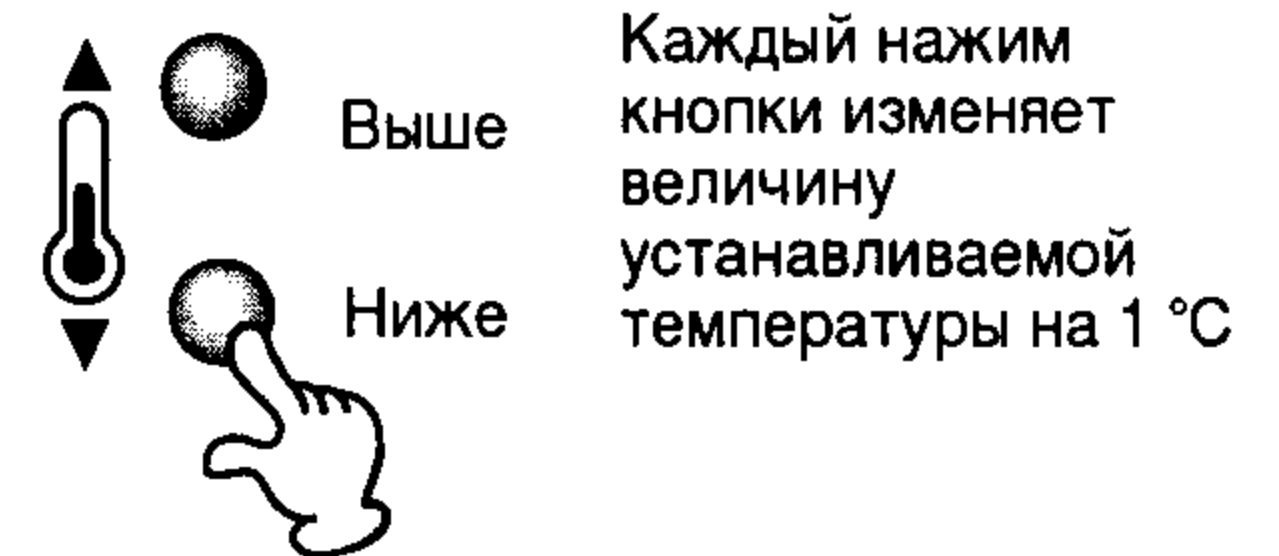 Выше
Ниже
Каждый нажим
кнопки изменяет
величину
устанавливаемой
температуры на 1 °C